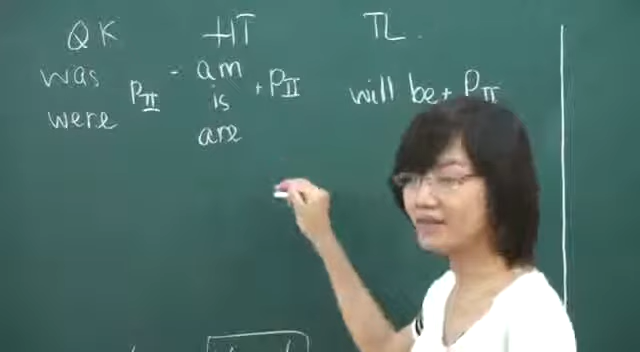 QK HT TL.
was PII - am + PII will be + PII
is
were are